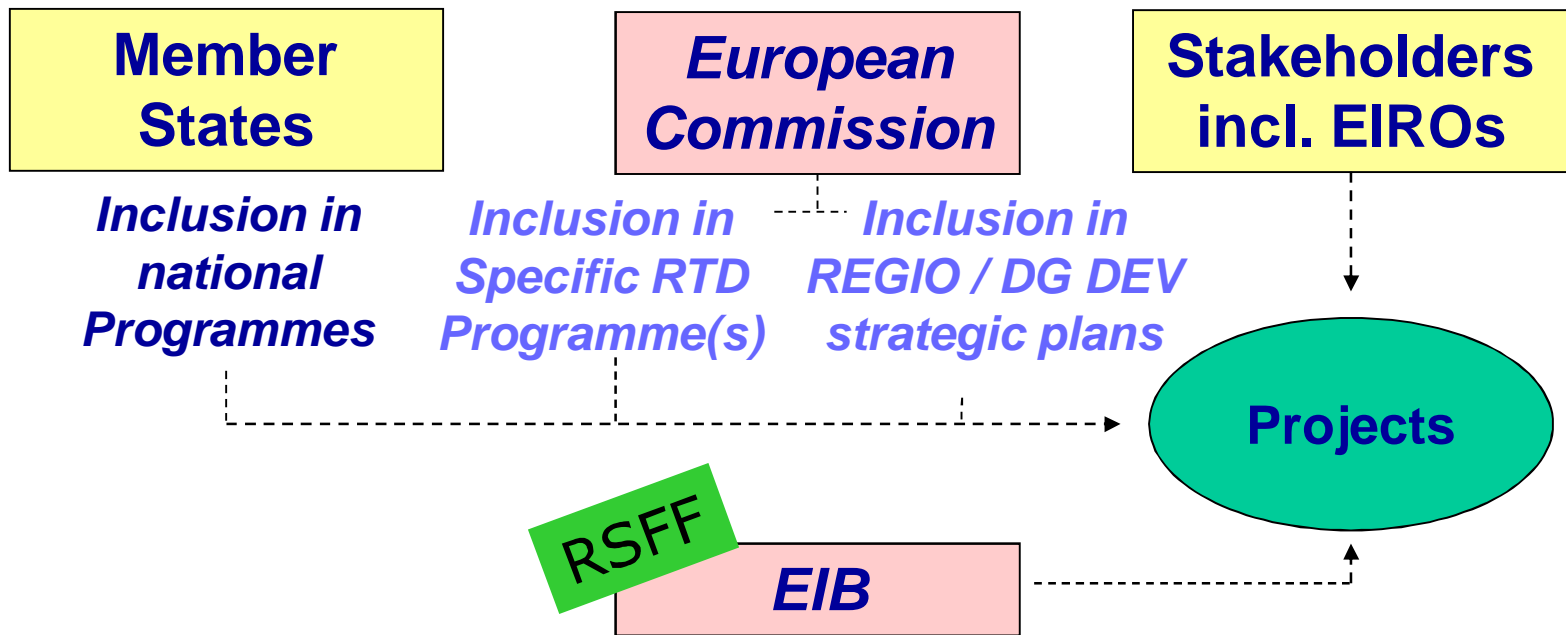 Member
States
European
Commission
Stakeholders
incl. EIROs
Inclusion in
national
Programmes
Inclusion in
Specific RTD
Programme(s)
Inclusion in
REGIO / DG DEV
strategic plans
Projects
RSFF
EIB